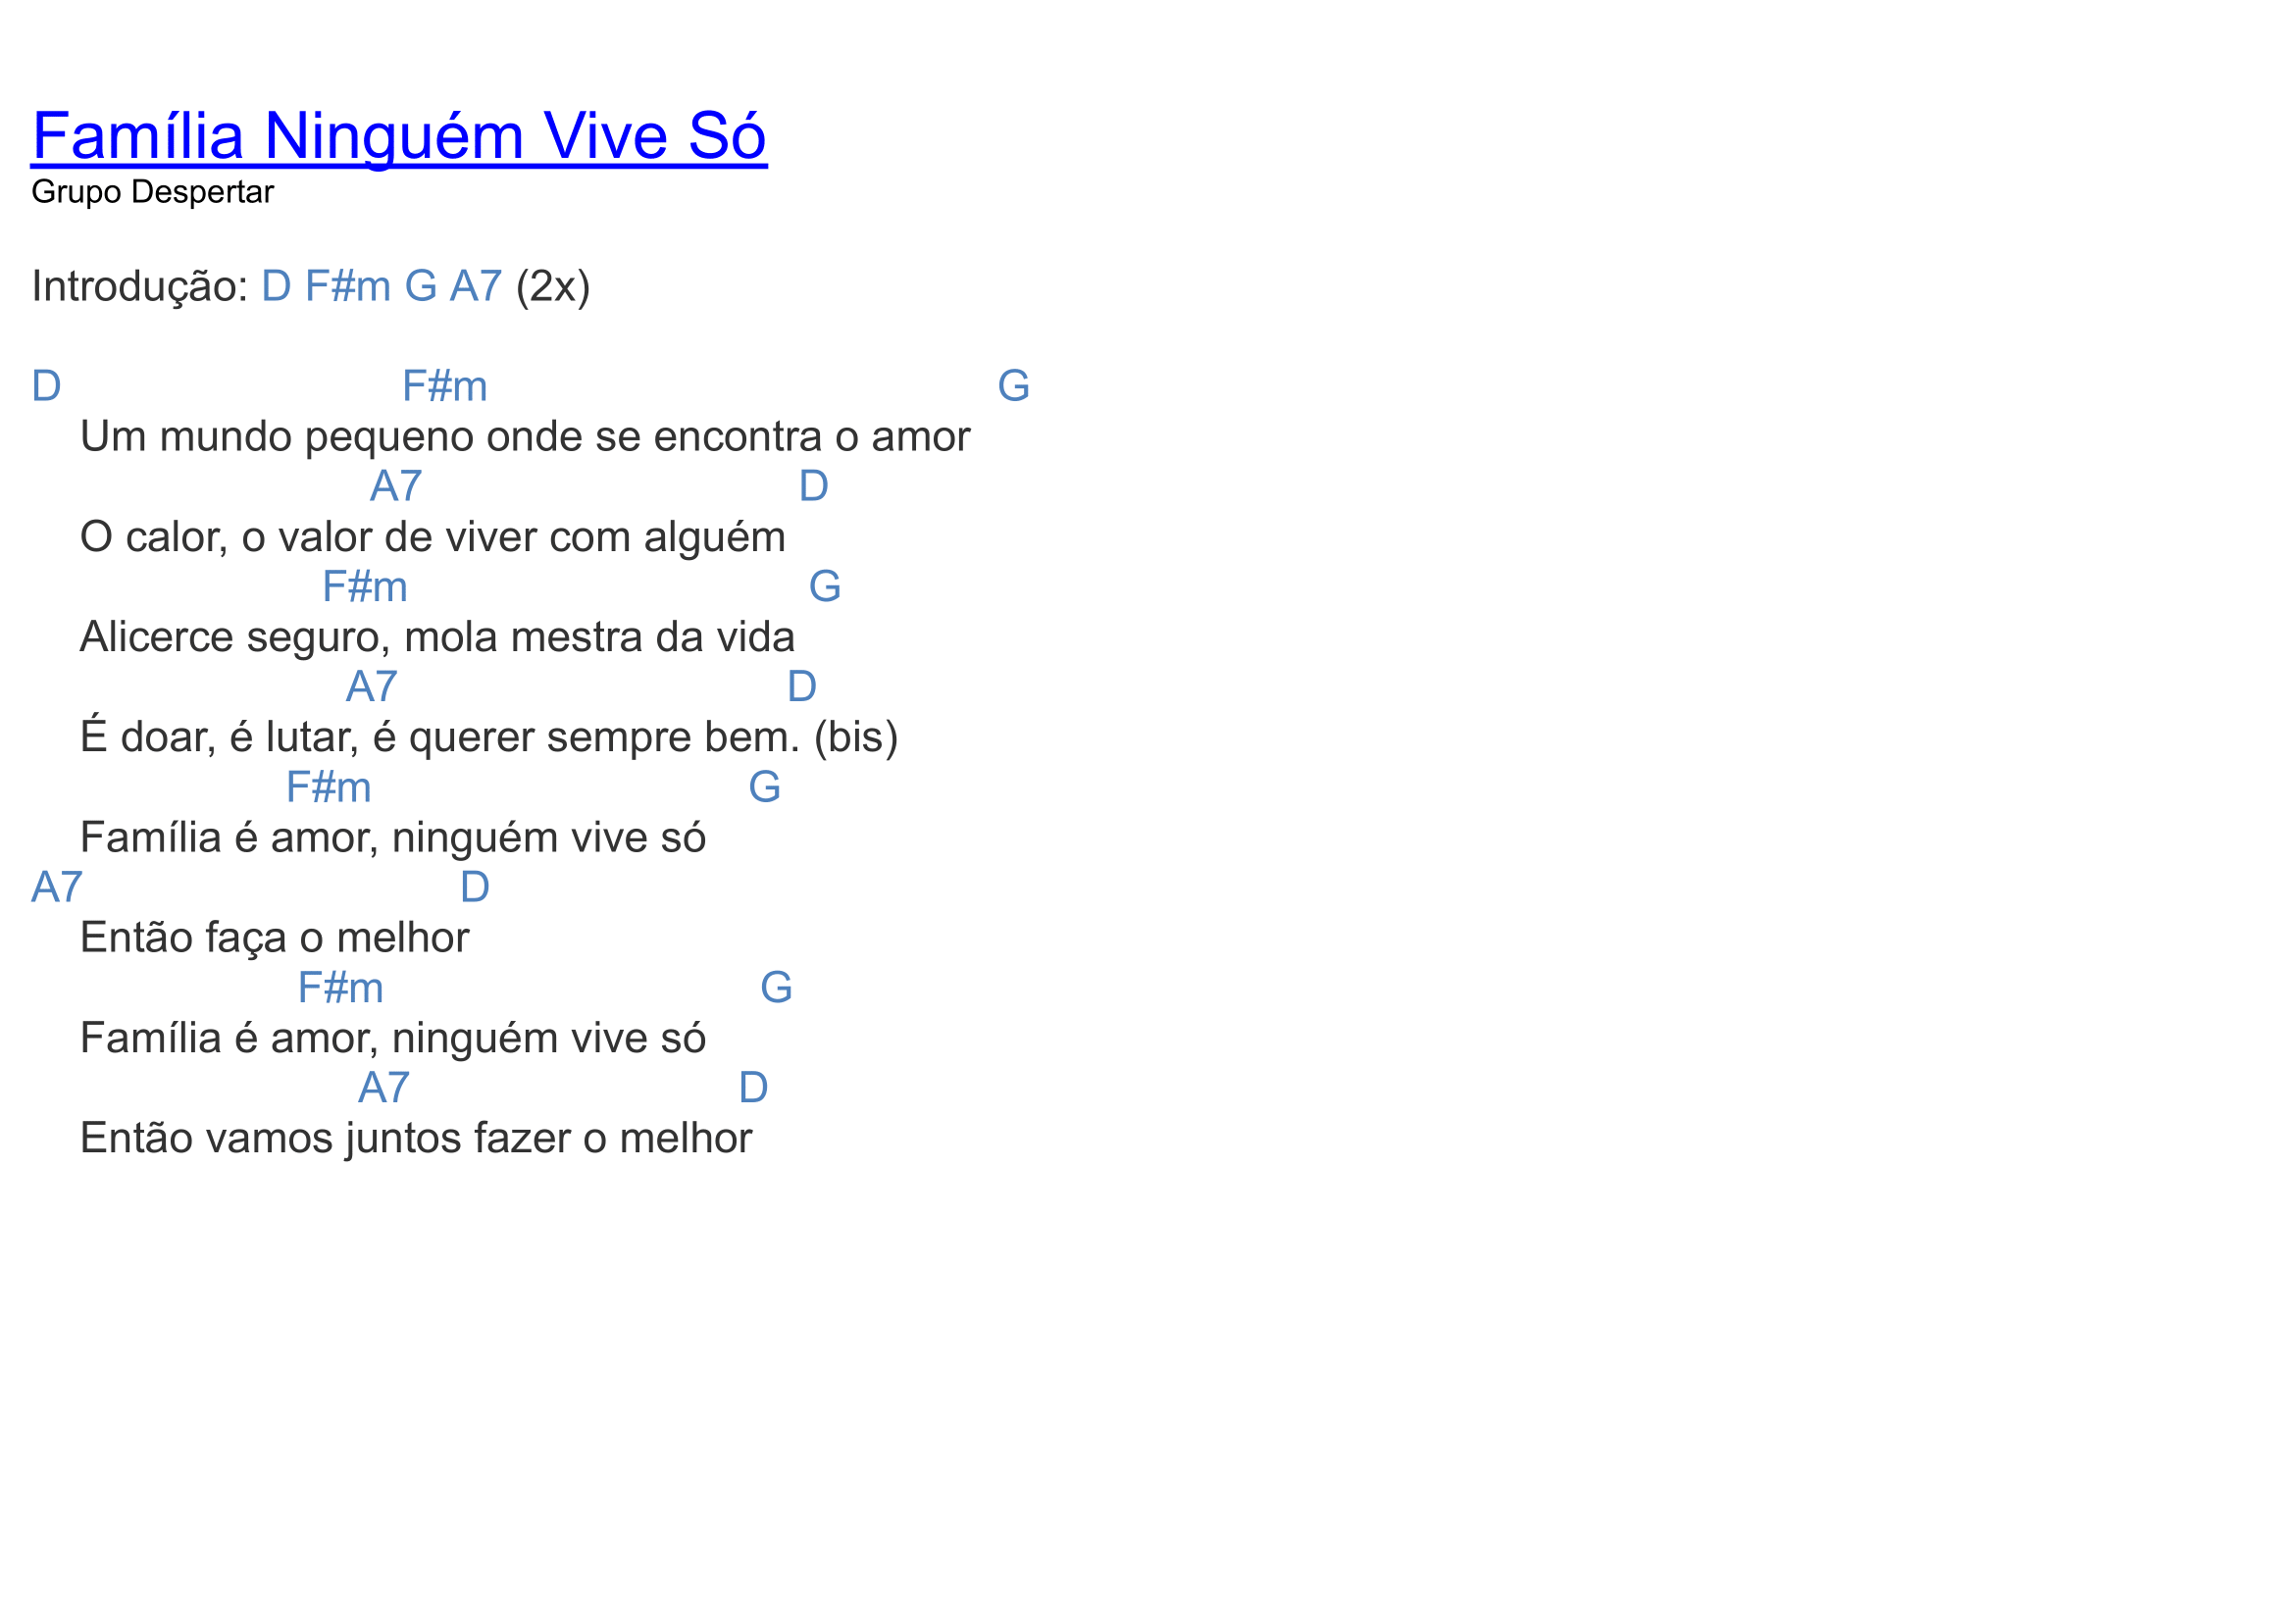 Família Ninguém Vive Só
Grupo Despertar
Introdução: D F#m G A7 (2x)
D F#m G
Um mundo pequeno onde se encontra o amor
A7 D
O calor, o valor de viver com alguém
F#m G
Alicerce seguro, mola mestra da vida
A7 D
É doar, é lutar, é querer sempre bem. (bis)
F#m G
Família é amor, ninguém vive só
A7 D
Então faça o melhor
F#m G
Família é amor, ninguém vive só
A7 D
Então vamos juntos fazer o melhor